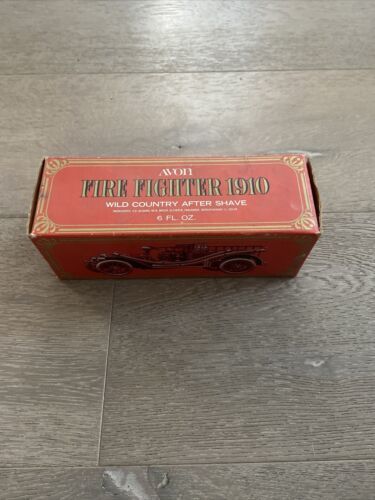 AVON
FIRE FIGHTER 1910
WILD COUNTRY AFTER SHAVE
6 FL. OZ.